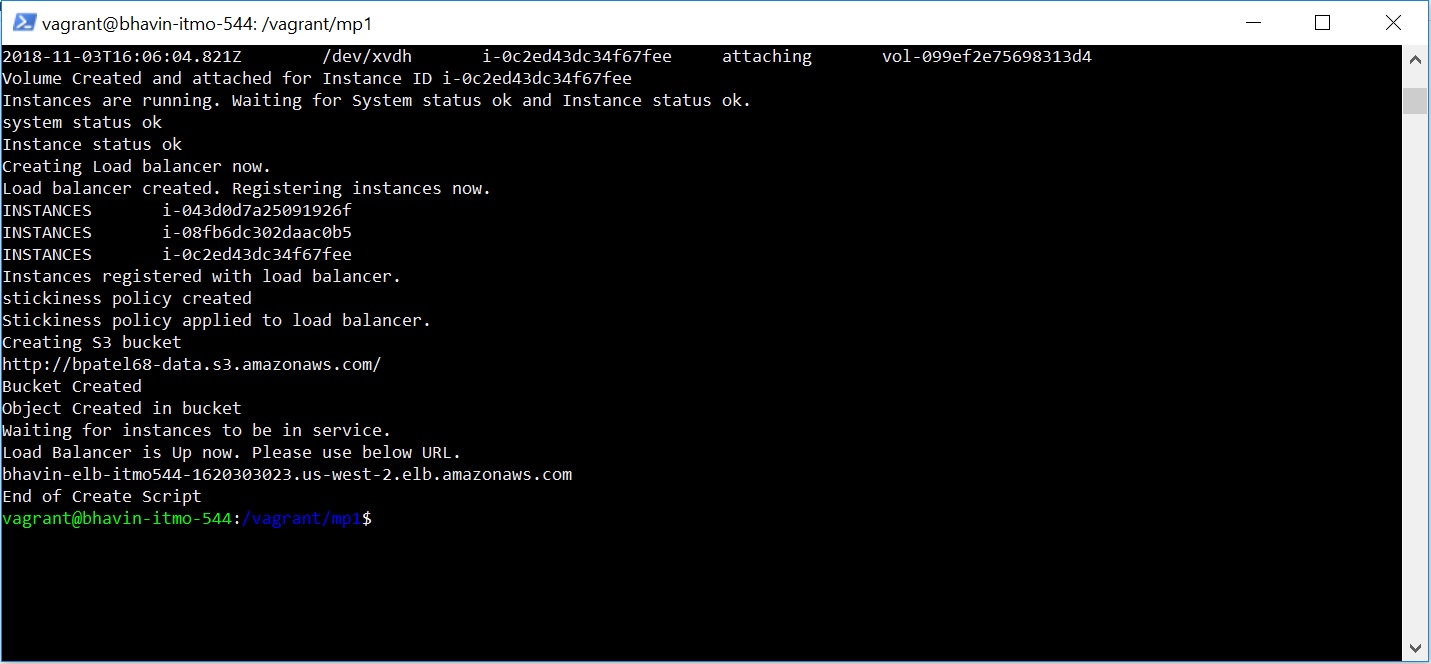 vagrant@bhavin-itmo-544: /vagrant/mp1
2018-11-03T16:06:04.821Z        /dev/xvdh       i-0c2ed43dc34f67fee     attaching       vol-099ef2e75698313d4
Volume Created and attached for Instance ID i-0c2ed43dc34f67fee
Instances are running. Waiting for System status ok and Instance status ok.
system status ok
Instance status ok
Creating Load balancer now.
Load balancer created. Registering instances now.
INSTANCES       i-043d0d7a25091926f
INSTANCES       i-08fb6dc302daac0b5
INSTANCES       i-0c2ed43dc34f67fee
Instances registered with load balancer.
stickiness policy created
Stickiness policy applied to load balancer.
Creating S3 bucket
http://bpatel68-data.s3.amazonaws.com/
Bucket Created
Object Created in bucket
Waiting for instances to be in service.
Load Balancer is Up now. Please use below URL.
bhavin-elb-itmo544-1620303023.us-west-2.elb.amazonaws.com
End of Create Script
vagrant@bhavin-itmo-544:/vagrant/mp1$